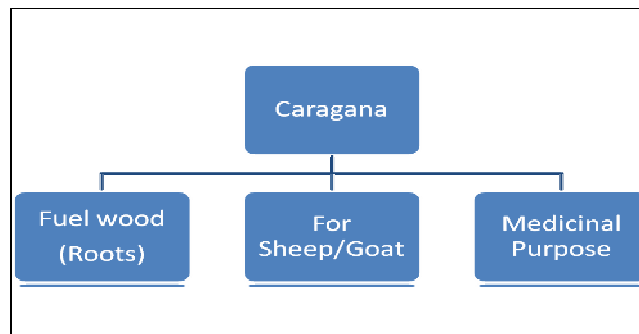 Caragana
Fuel wood
(Roots)
For
Sheep/Goat
Medicinal
Purpose